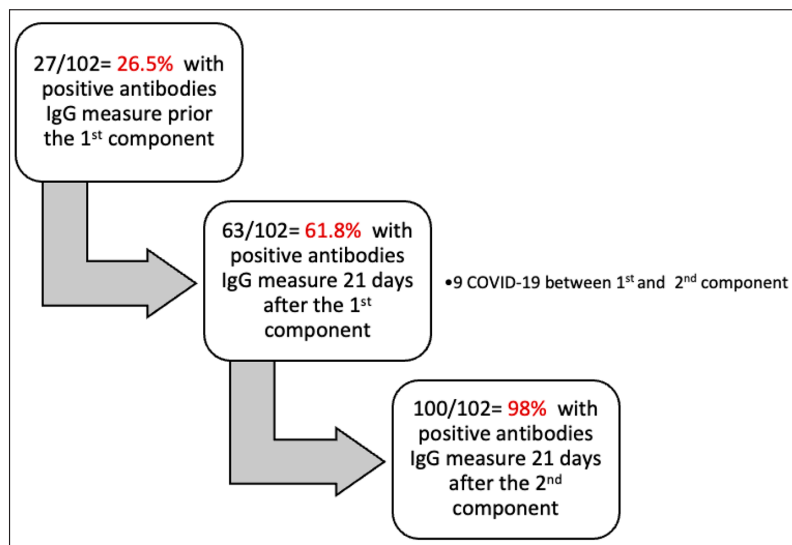 27/102= 26.5% with
positive antibodies
IgG measure prior
the 1st component
63/102= 61.8% with
positive antibodies
IgG measure 21 days
after the 1st
component
•9 COVID-19 between 1st and 2nd component
100/102= 98% with
positive antibodies
IgG measure 21 days
after the 2nd
component